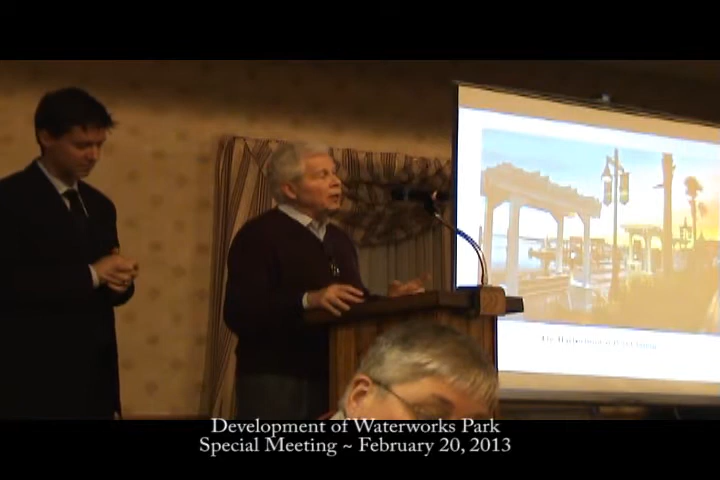 Development of Waterworks Park
Special Meeting ~ February 20, 2013